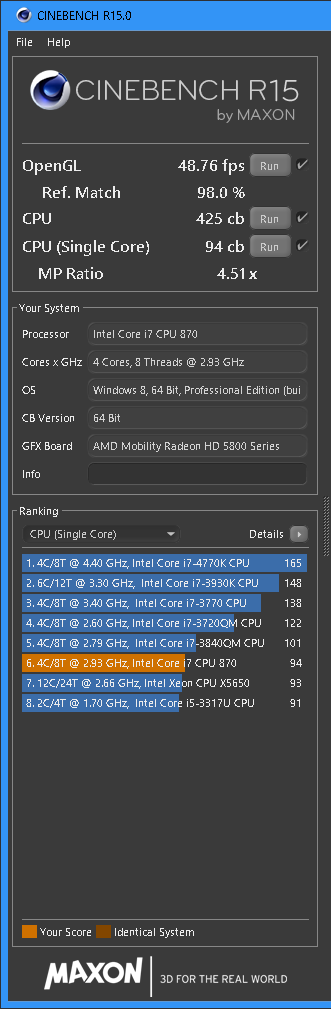 CINEBENCH R15.0
File Help
CINEBENCH R15
by MAXON
OpenGL 48.76 fps Run
Ref. Match 98.0 %
CPU 425 cb Run
CPU (Single Core) 94 cb Run
MP Ratio 4.51 x
Your System
Processor Intel Core i7 CPU 870
Cores x GHz 4 Cores, 8 Threads @ 2.93 GHz
OS Windows 8, 64 Bit, Professional Edition (bui
CB Version 64 Bit
GFX Board AMD Mobility Radeon HD 5800 Series
Info
Ranking
CPU (Single Core) Details
1. 4C/8T @ 4.40 GHz, Intel Core i7-4770K CPU 165
2. 6C/12T @ 3.30 GHz, Intel Core i7-3930K CPU 148
3. 4C/8T @ 3.40 GHz, Intel Core i7-3770 CPU 138
4. 4C/8T @ 2.60 GHz, Intel Core i7-3720QM CPU 122
5. 4C/8T @ 2.79 GHz, Intel Core i7-3840QM CPU 101
6. 4C/8T @ 2.93 GHz, Intel Core i7 CPU 870 94
7. 12C/24T @ 2.66 GHz, Intel Xeon CPU X5650 93
8. 2C/4T @ 1.70 GHz, Intel Core i5-3317U CPU 91
Your Score Identical System
MAXON 3D FOR THE REAL WORLD